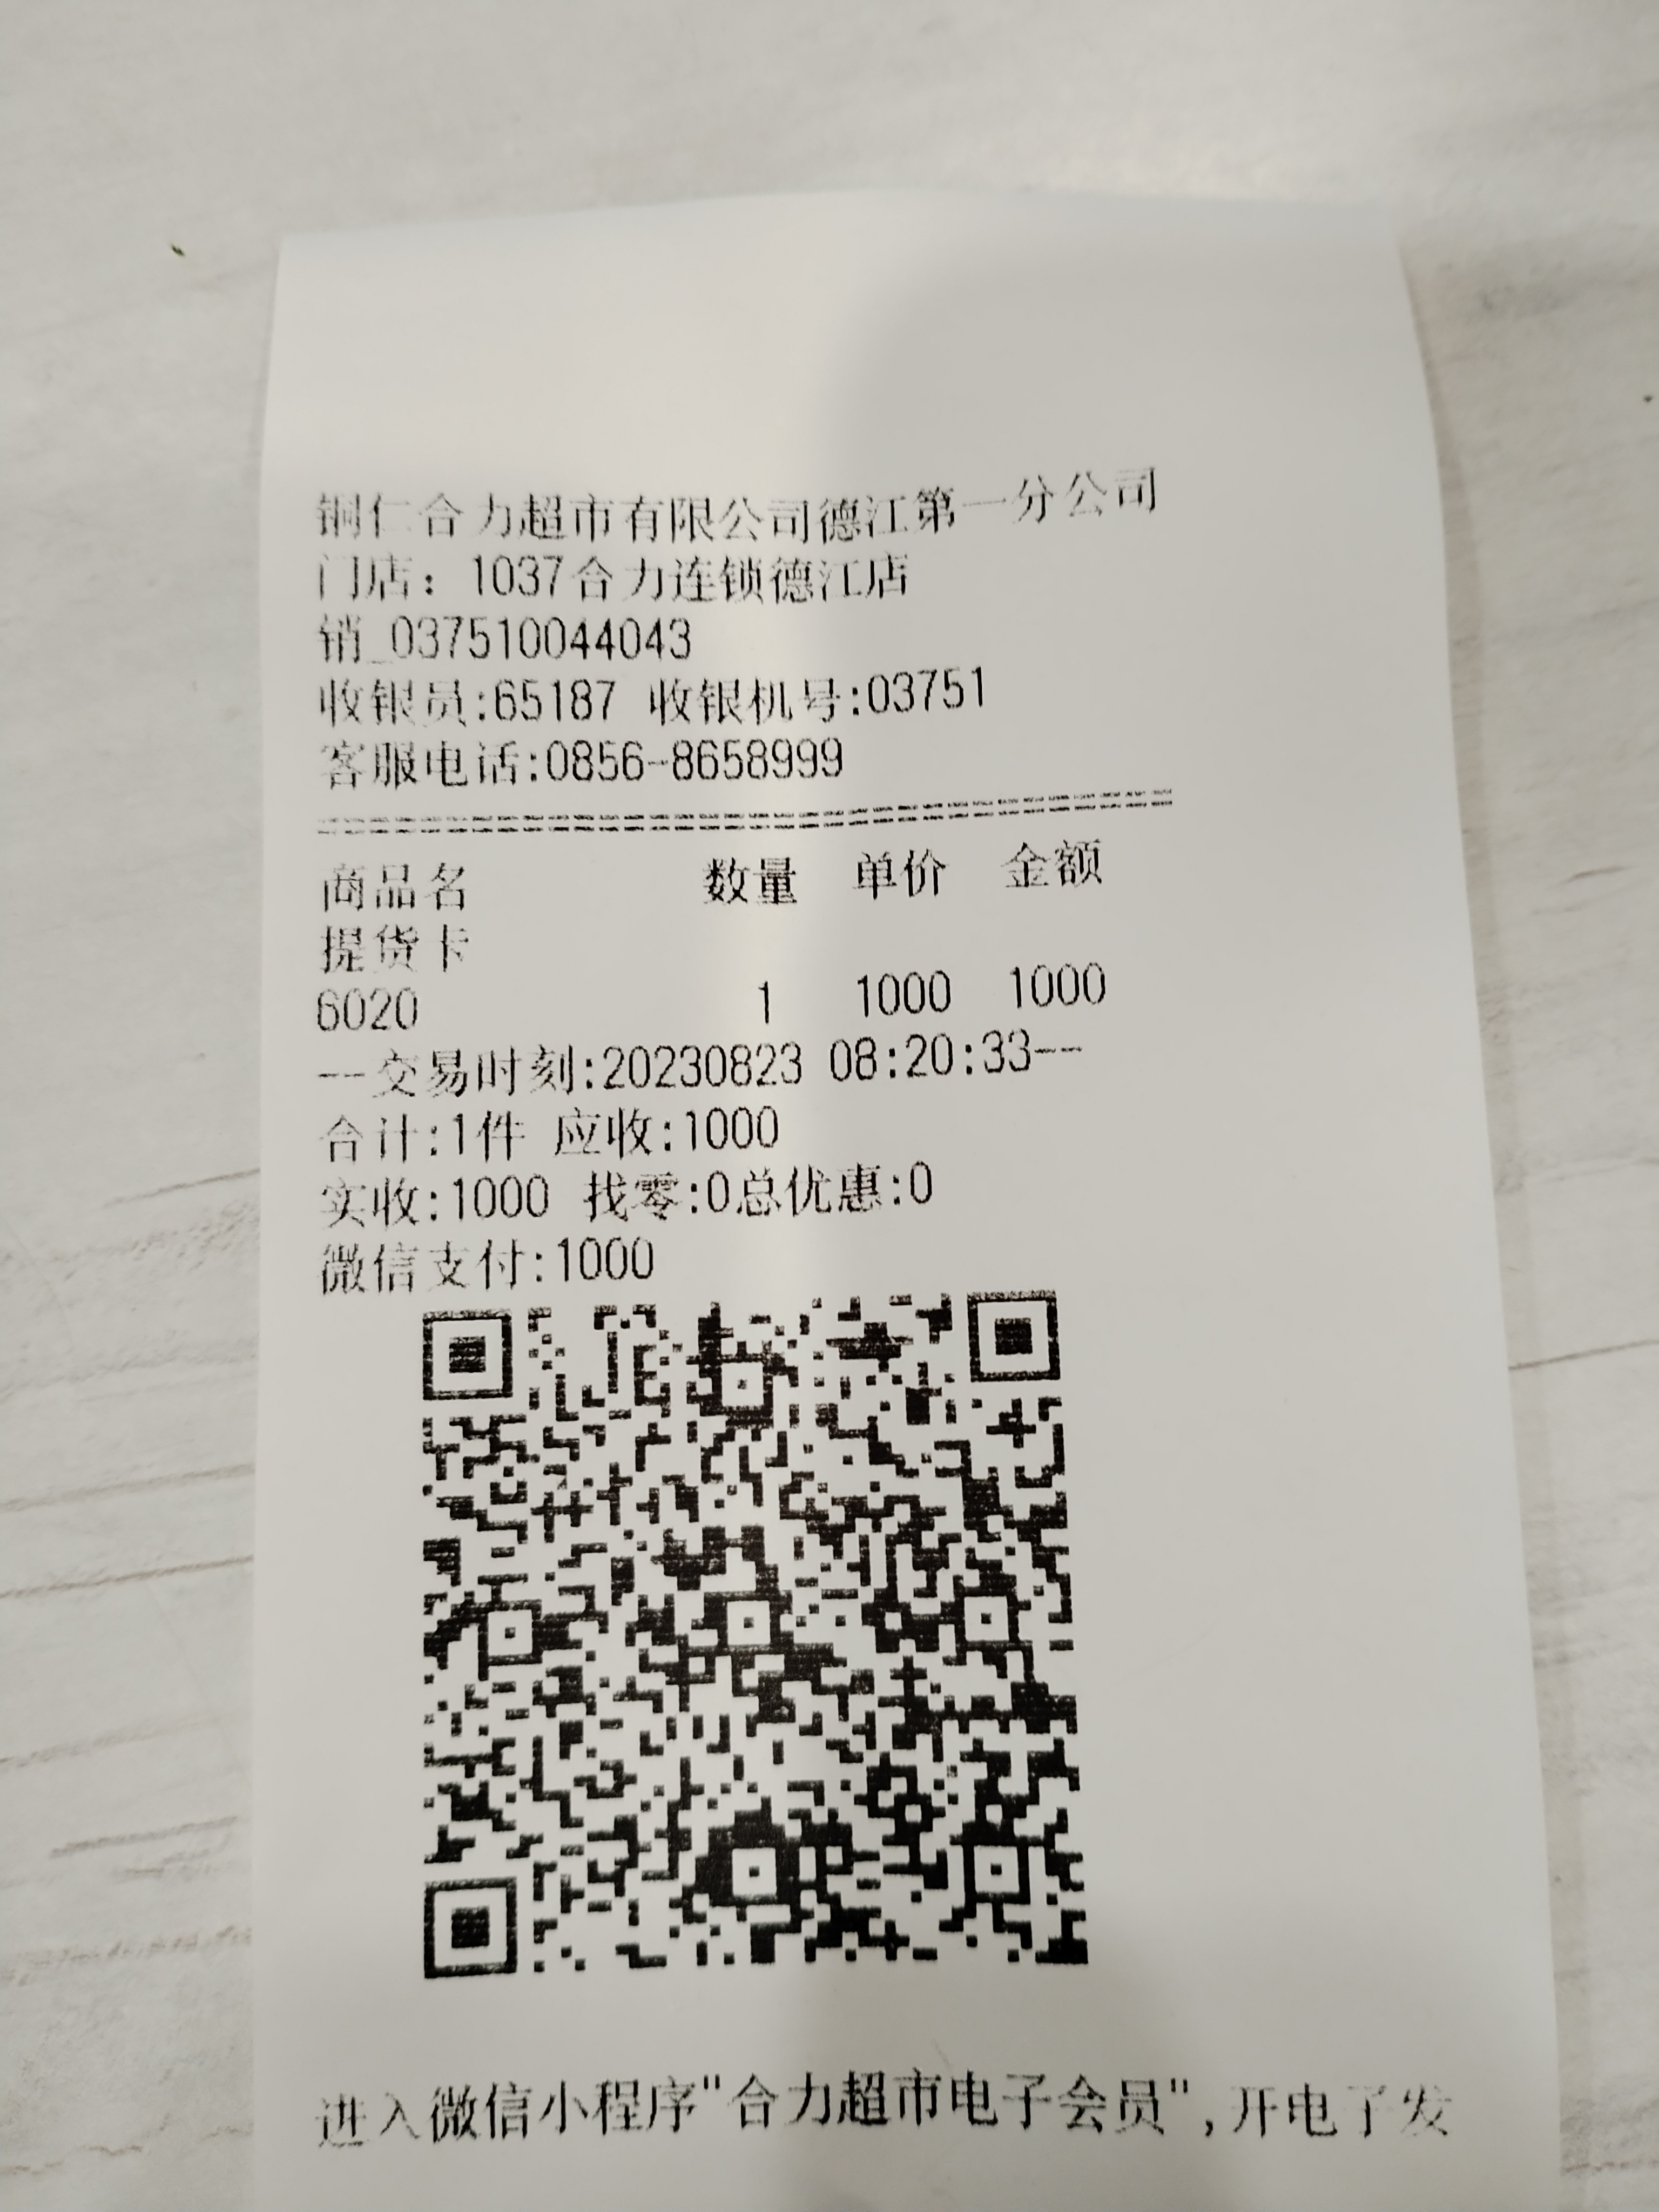 铜仁合力超市有限公司德江第一分公司
门店：1037合力连锁德江店
销_037510044043
收银员:65187 收银机号:03751
客服电话:0856-8658999
商品名 数量 单价 金额
提货卡
6020 1 1000 1000
--交易时刻:20230823 08:20:33--
合计:1件 应收:1000
实收:1000 找零:0总优惠:0
微信支付:1000
进入微信小程序"合力超市电子会员",开电子发